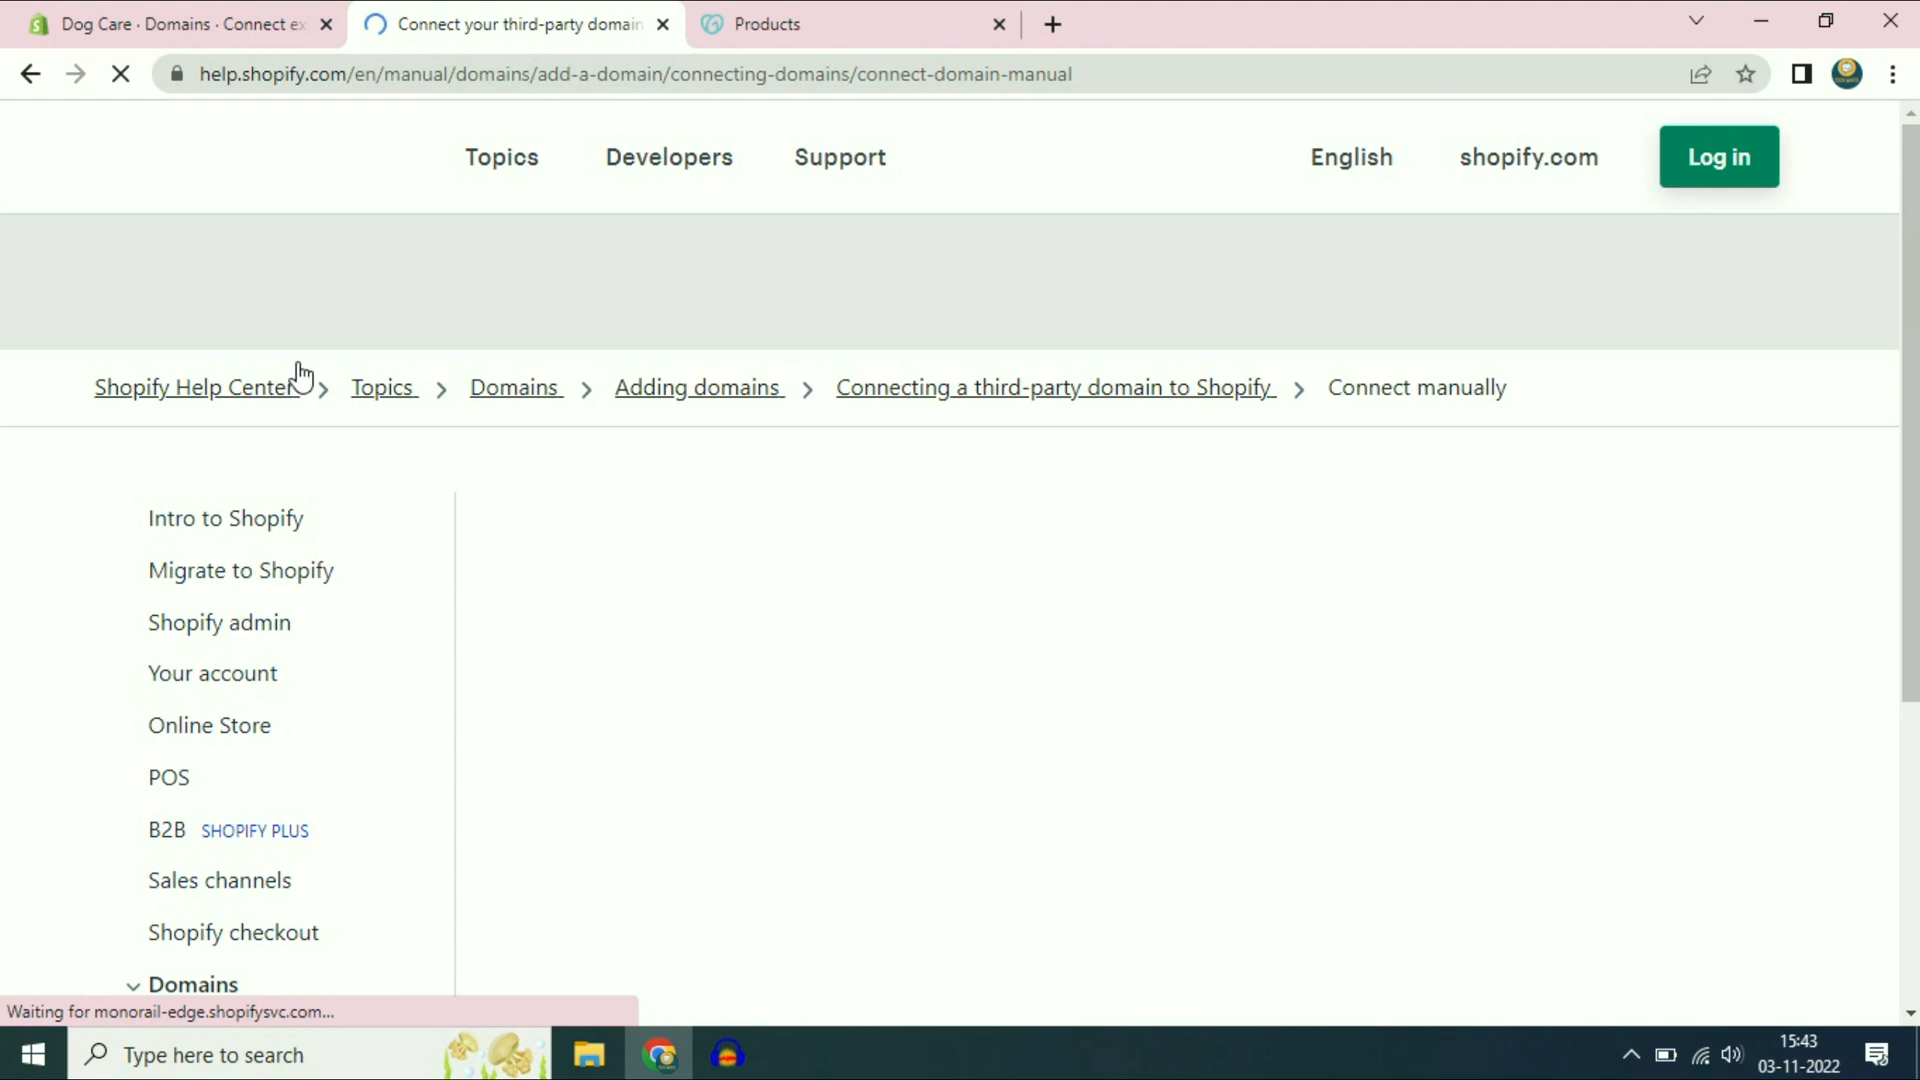 Dog Care · Domains · Connect ex
Connect your third-party domain
Products
help.shopify.com/en/manual/domains/add-a-domain/connecting-domains/connect-domain-manual
Topics Developers Support English shopify.com Log in
Shopify Help Center > Topics > Domains > Adding domains > Connecting a third-party domain to Shopify > Connect manually
Intro to Shopify
Migrate to Shopify
Shopify admin
Your account
Online Store
POS
B2B SHOPIFY PLUS
Sales channels
Shopify checkout
Domains
Waiting for monorail-edge.shopifysvc.com...
Type here to search
15:43
03-11-2022